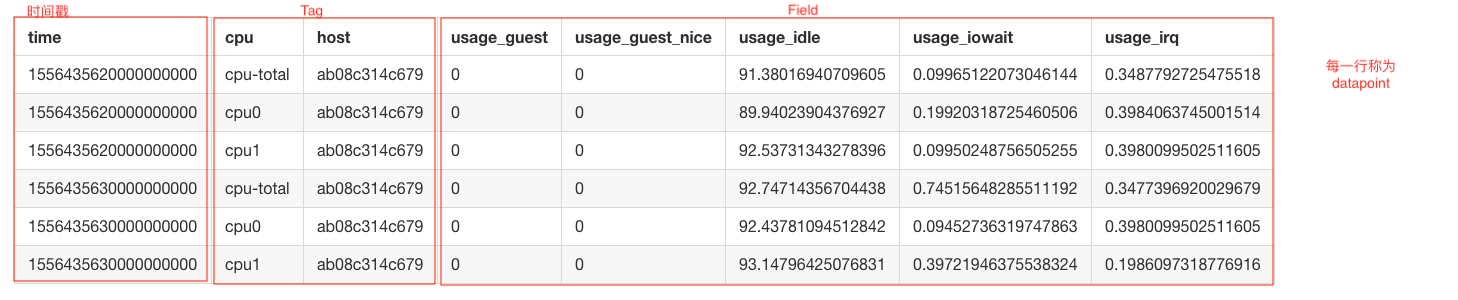 时间戳 Tag Field
time cpu host usage_guest usage_guest_nice usage_idle usage_iowait usage_irq
1556435620000000000 cpu-total ab08c314c679 0 0 91.38016940709605 0.09965122073046144 0.3487792725475518
1556435620000000000 cpu0 ab08c314c679 0 0 89.94023904376927 0.19920318725460506 0.3984063745001514
1556435620000000000 cpu1 ab08c314c679 0 0 92.53731343278396 0.09950248756505255 0.3980099502511605
1556435630000000000 cpu-total ab08c314c679 0 0 92.74714356704438 0.74515648285511192 0.3477396920029679
1556435630000000000 cpu0 ab08c314c679 0 0 92.43781094512842 0.09452736319747863 0.3980099502511605
1556435630000000000 cpu1 ab08c314c679 0 0 93.14796425076831 0.39721946375538324 0.1986097318776916
每一行称为
datapoint